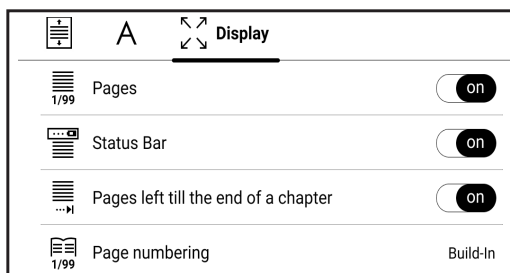 A Display
1/99 Pages on
Status Bar on
Pages left till the end of a chapter on
1/99 Page numbering Build-In